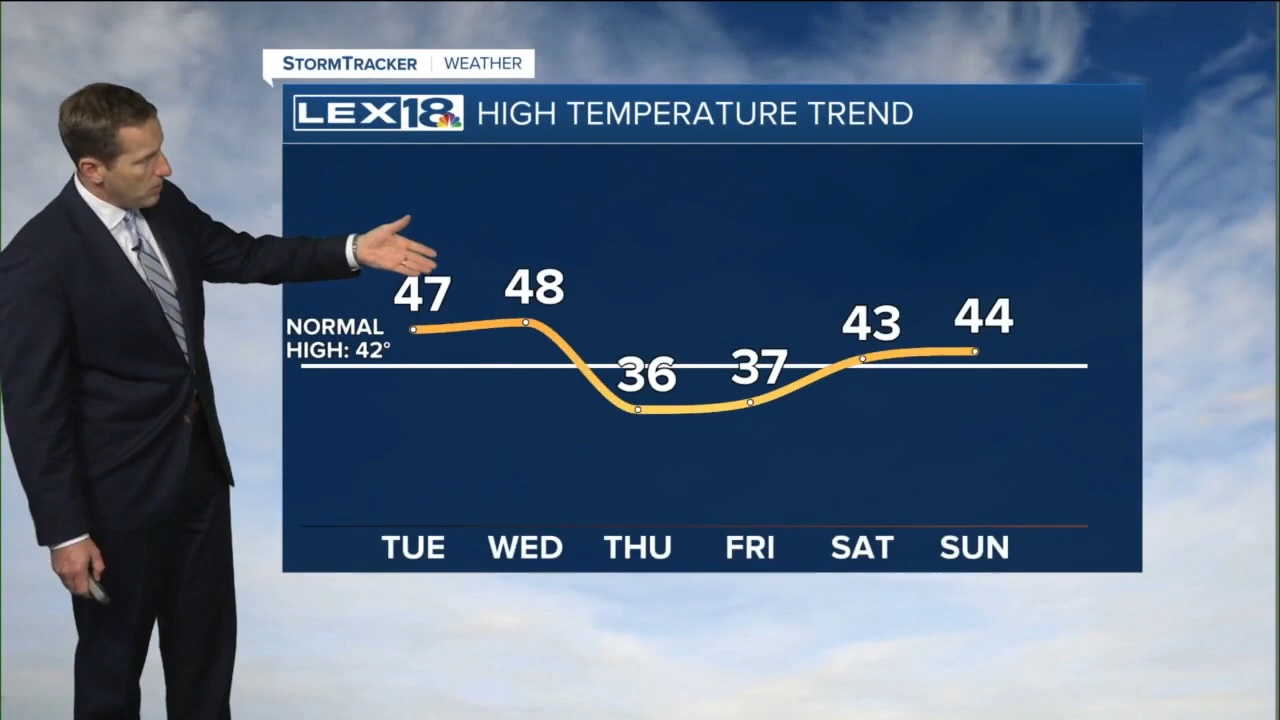 STORMTRACKER WEATHER
LEX18 HIGH TEMPERATURE TREND
47 48 36 37 43 44
NORMAL
HIGH: 42°
TUE WED THU FRI SAT SUN